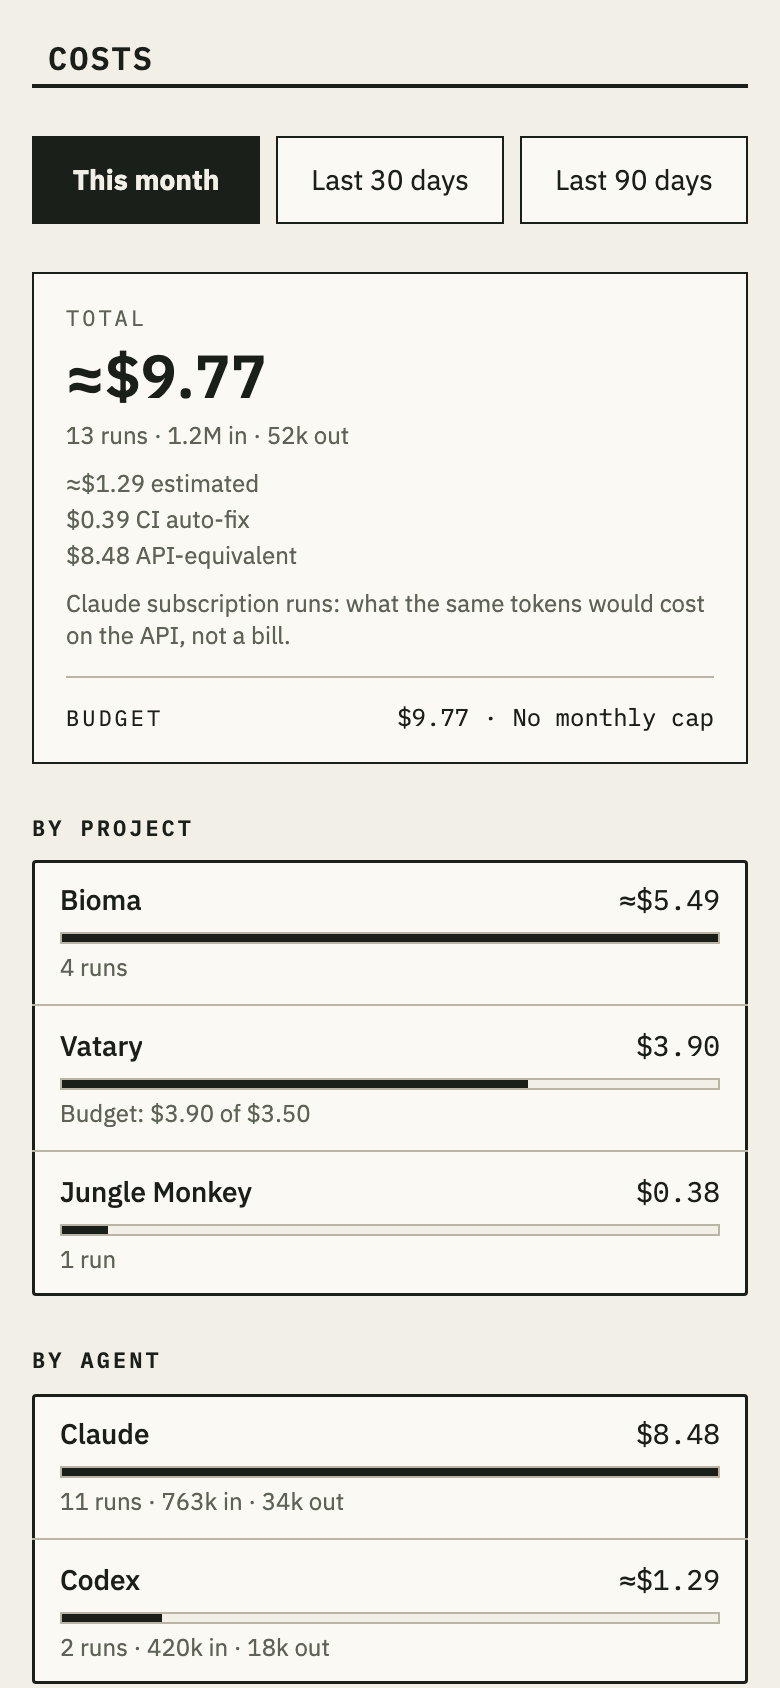 COSTS
This month
Last 30 days
Last 90 days
TOTAL
≈$9.77
13 runs · 1.2M in · 52k out
≈$1.29 estimated
$0.39 CI auto-fix
$8.48 API-equivalent
Claude subscription runs: what the same tokens would cost
on the API, not a bill.
BUDGET $9.77 · No monthly cap
BY PROJECT
Bioma ≈$5.49
4 runs
Vatary $3.90
Budget: $3.90 of $3.50
Jungle Monkey $0.38
1 run
BY AGENT
Claude $8.48
11 runs · 763k in · 34k out
Codex ≈$1.29
2 runs · 420k in · 18k out